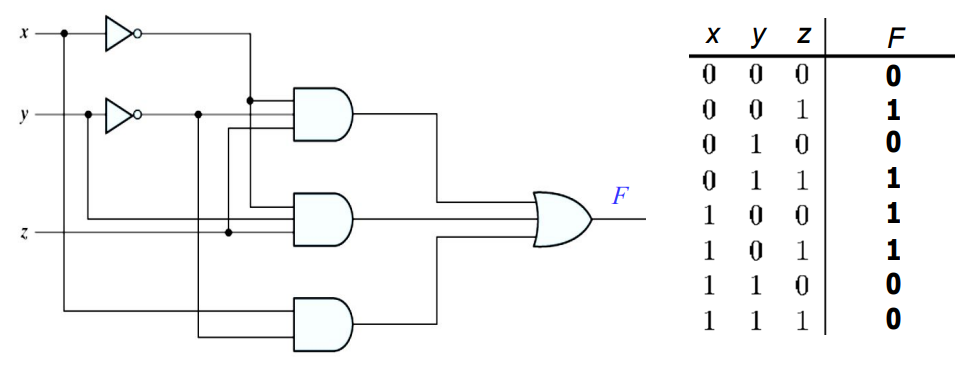 x
y
z
F
x y z F
0 0 0 0
0 0 1 1
0 1 0 0
0 1 1 1
1 0 0 1
1 0 1 1
1 1 0 0
1 1 1 0